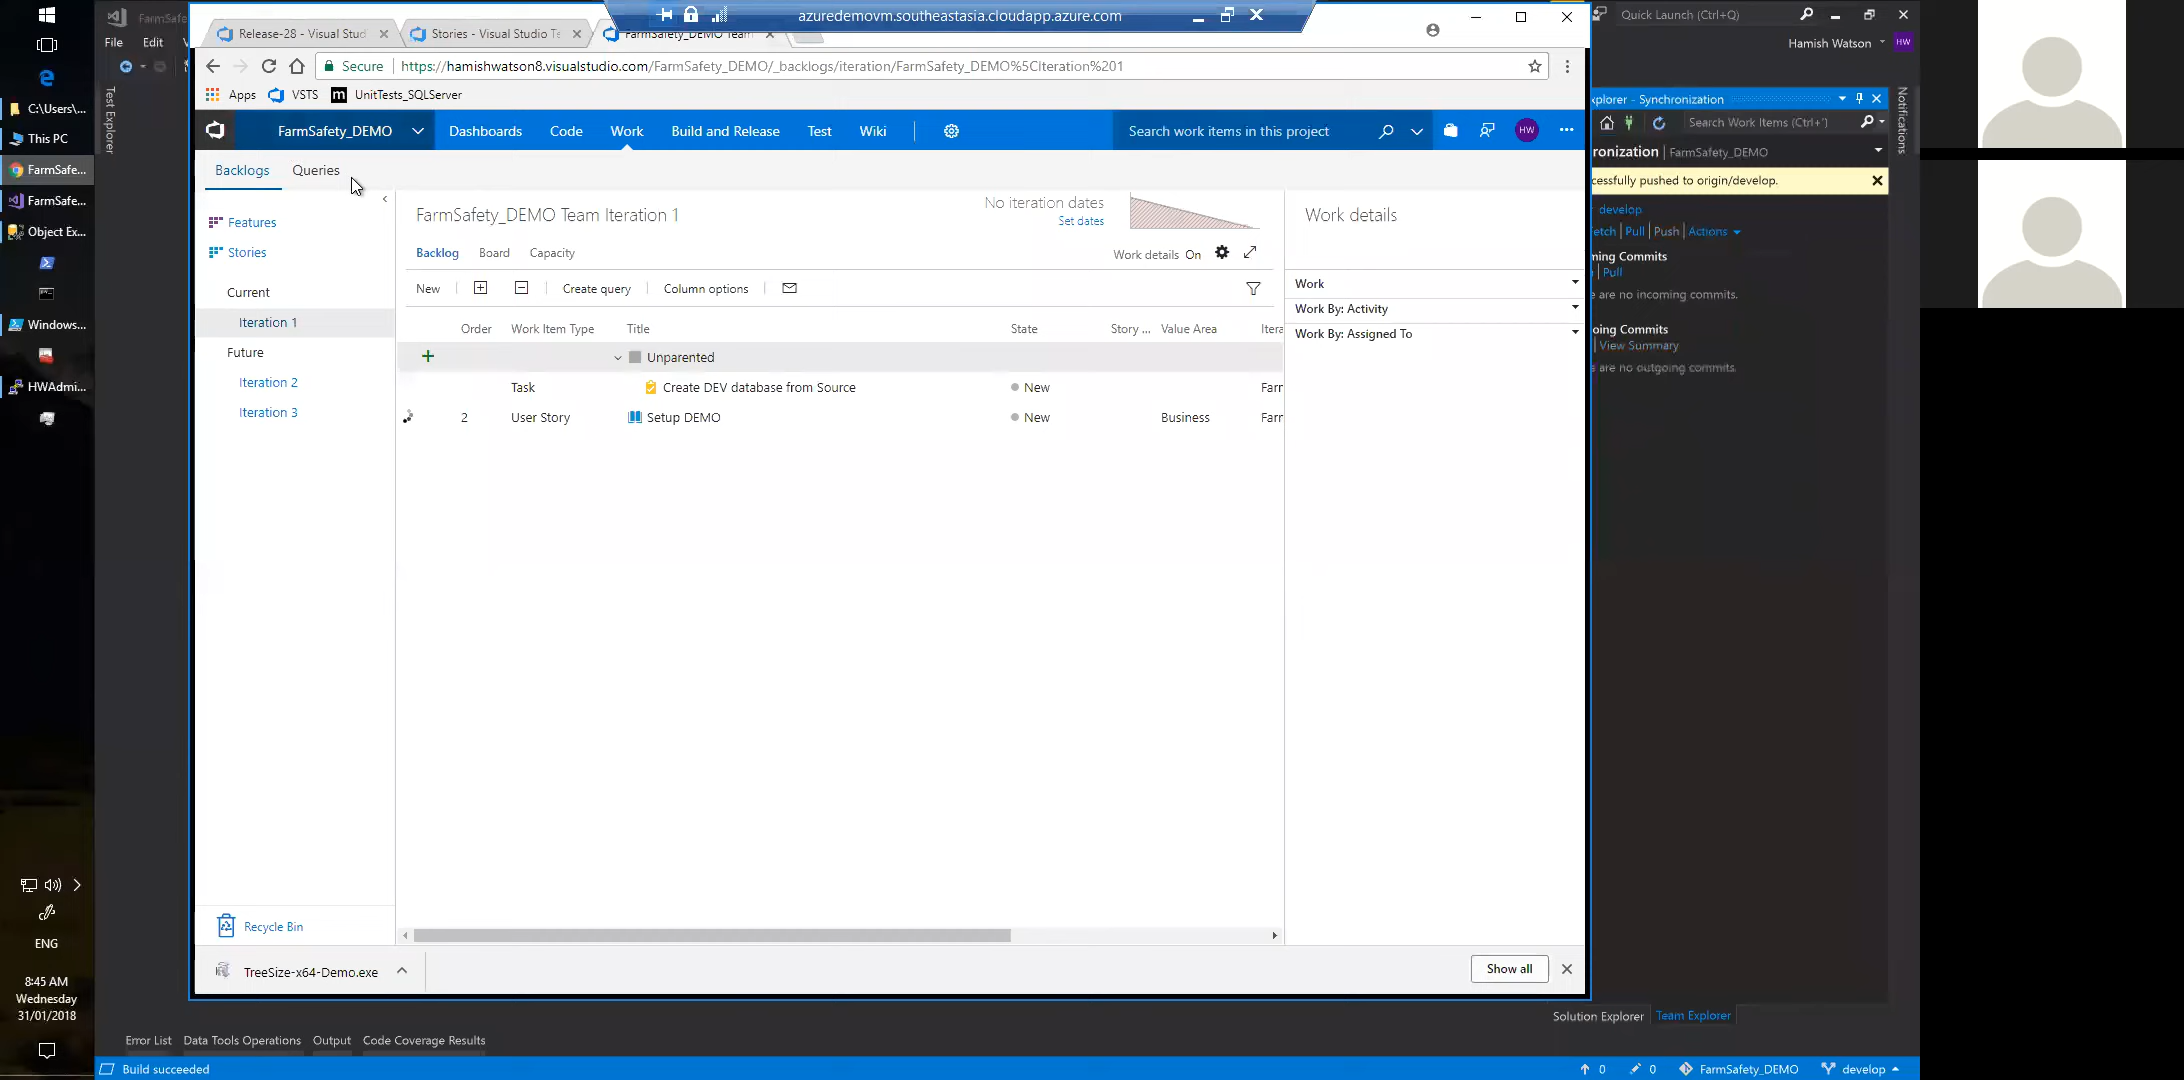 azuredemovm.southeastasia.cloudapp.azure.com
Release-28 - Visual Stud
Stories - Visual Studio Te
FarmSafety_DEMO Team
Secure
https://hamishwatson8.visualstudio.com/FarmSafety_DEMO/_backlogs/iteration/FarmSafety_DEMO%5CIteration%201
Apps VSTS m UnitTests_SQLServer
FarmSafety_DEMO Dashboards Code Work Build and Release Test Wiki
Search work items in this project
HW
Backlogs Queries
Features
Stories
Current
Iteration 1
Future
Iteration 2
Iteration 3
Recycle Bin
FarmSafety_DEMO Team Iteration 1
No iteration dates
Set dates
Backlog Board Capacity
Work details On
New Create query Column options
Order Work Item Type Title State Story ... Value Area Itera
Unparented
Task Create DEV database from Source New Farr
2 User Story Setup DEMO New Business Farr
Work details
Work
Work By: Activity
Work By: Assigned To
TreeSize-x64-Demo.exe
Show all
FarmSafe
File Edit V
Test Explorer
Quick Launch (Ctrl+Q)
Hamish Watson HW
xplorer - Synchronization
Search Work Items (Ctrl+')
ronization | FarmSafety_DEMO
cessfully pushed to origin/develop.
develop
etch | Pull | Push | Actions
ming Commits
| Pull
e are no incoming commits.
oing Commits
| View Summary
e are no outgoing commits.
Notifications
Solution Explorer Team Explorer
Error List Data Tools Operations Output Code Coverage Results
Build succeeded
0 0 FarmSafety_DEMO develop
C:\Users\...
This PC
FarmSafe...
FarmSafe...
Object Ex...
Windows...
HWAdmi...
ENG
8:45 AM
Wednesday
31/01/2018